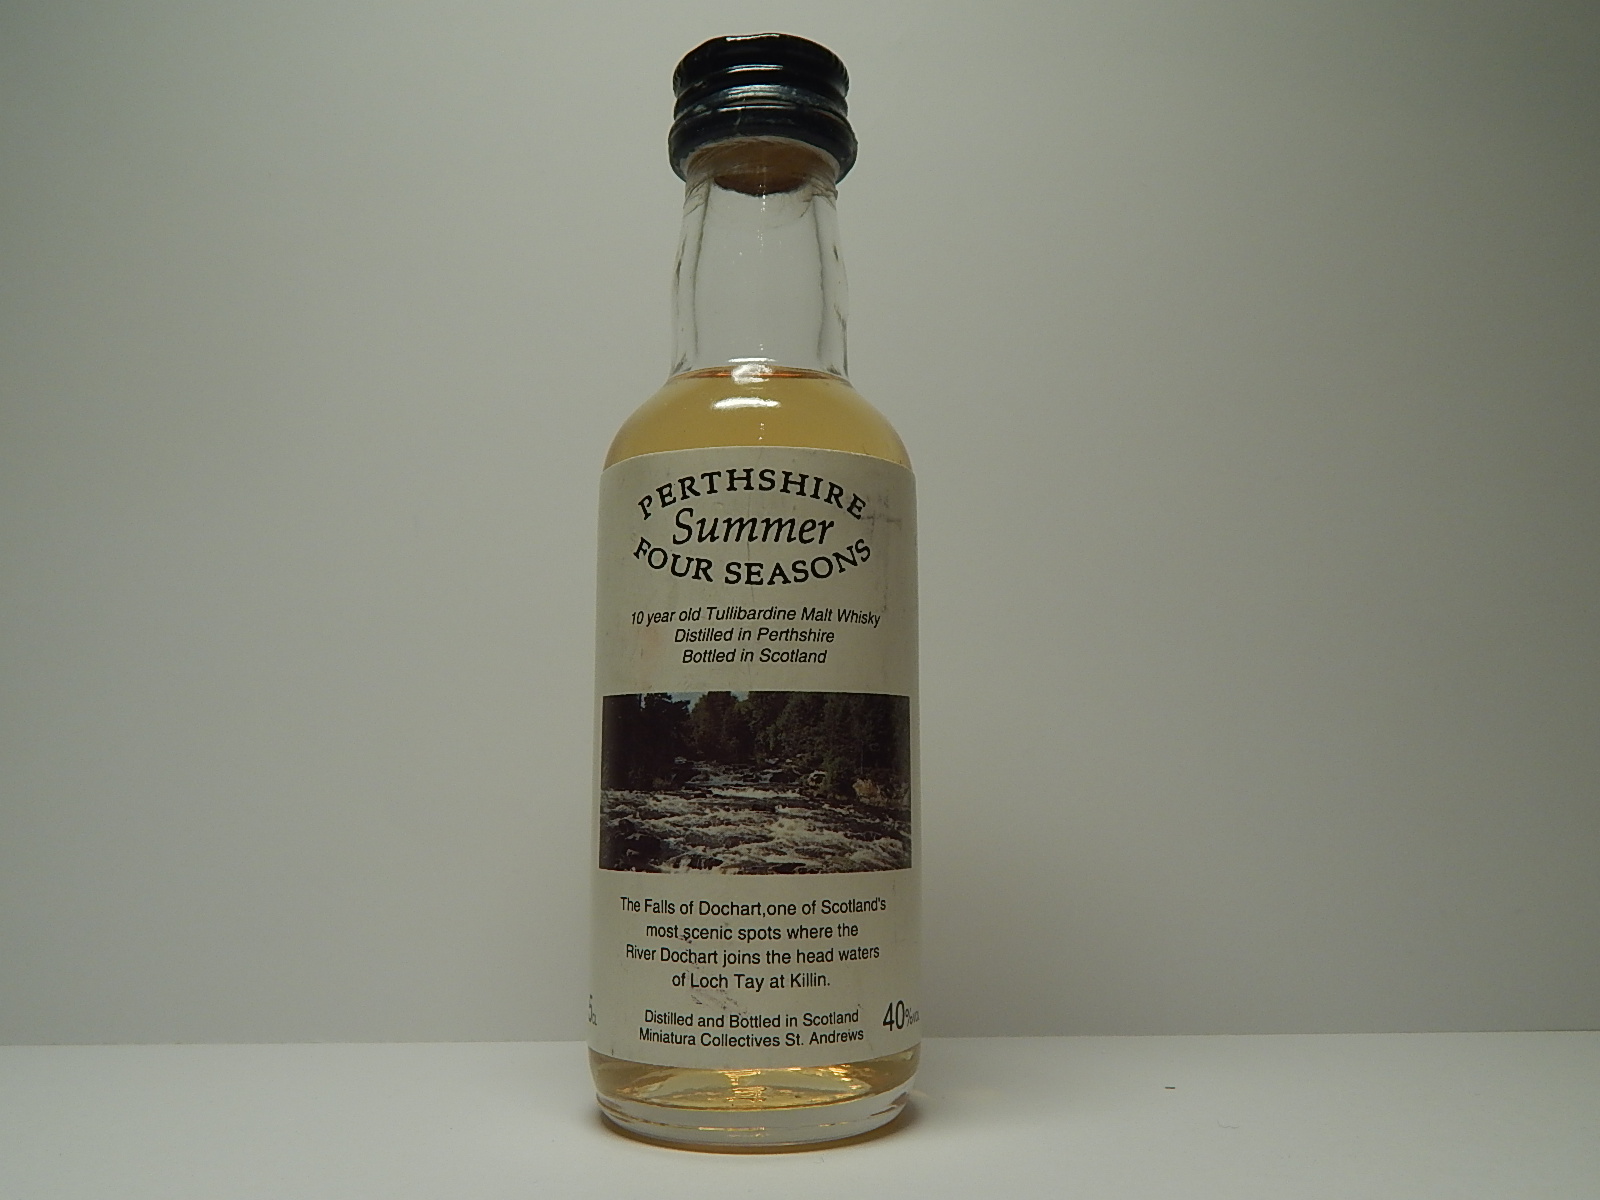 PERTHSHIRE
Summer
FOUR SEASONS
10 year old Tullibardine Malt Whisky
Distilled in Perthshire
Bottled in Scotland
The Falls of Dochart,one of Scotland's
most scenic spots where the
River Dochart joins the head waters
of Loch Tay at Killin.
5cl 40%vol
Distilled and Bottled in Scotland
Miniatura Collectives St. Andrews